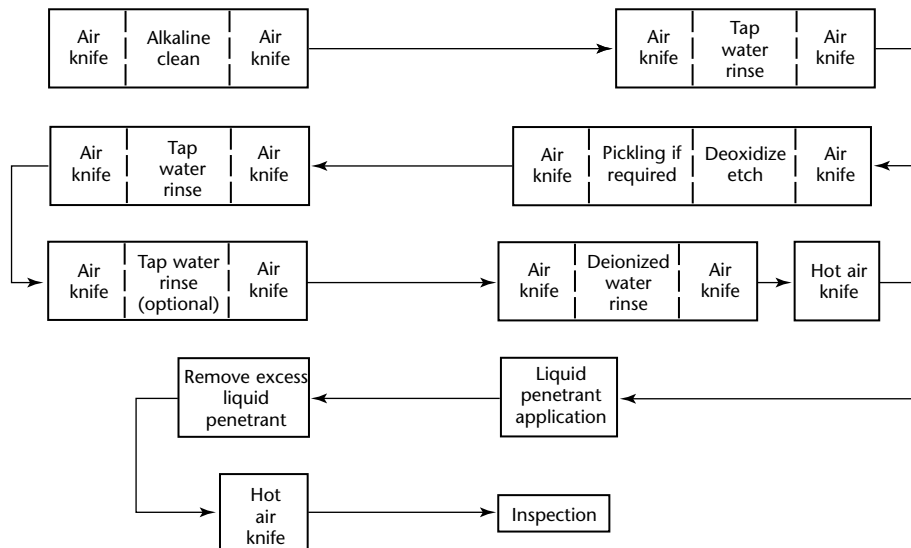 Air
knife
Alkaline
clean
Air
knife
Air
knife
Tap
water
rinse
Air
knife
Air
knife
Tap
water
rinse
Air
knife
Air
knife
Pickling if
required
Deoxidize
etch
Air
knife
Air
knife
Tap water
rinse
(optional)
Air
knife
Air
knife
Deionized
water
rinse
Air
knife
Hot air
knife
Remove excess
liquid
penetrant
Liquid
penetrant
application
Hot
air
knife
Inspection